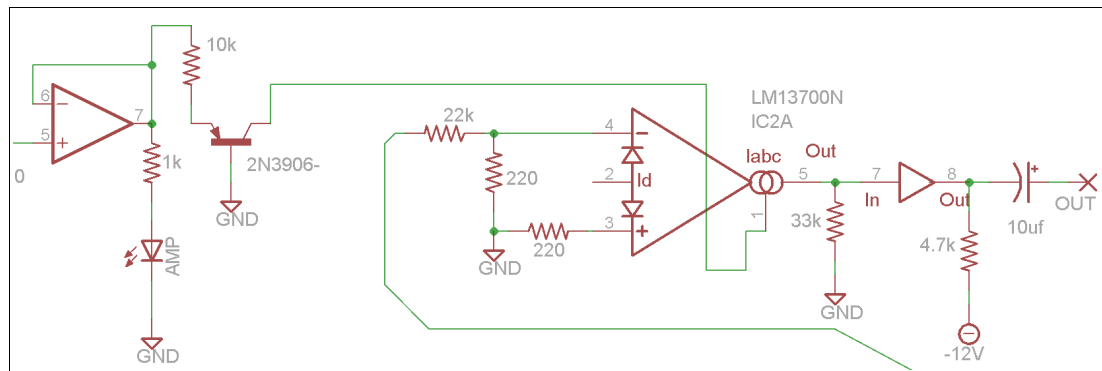 10k
6
7
5
1k
2N3906-
0
GND
AMP
GND
22k
220
GND
220
4
2
3
Id
LM13700N
IC2A
Iabc
Out
5
1
33k
GND
7
In
8
Out
4.7k
-12V
10uf
+
OUT